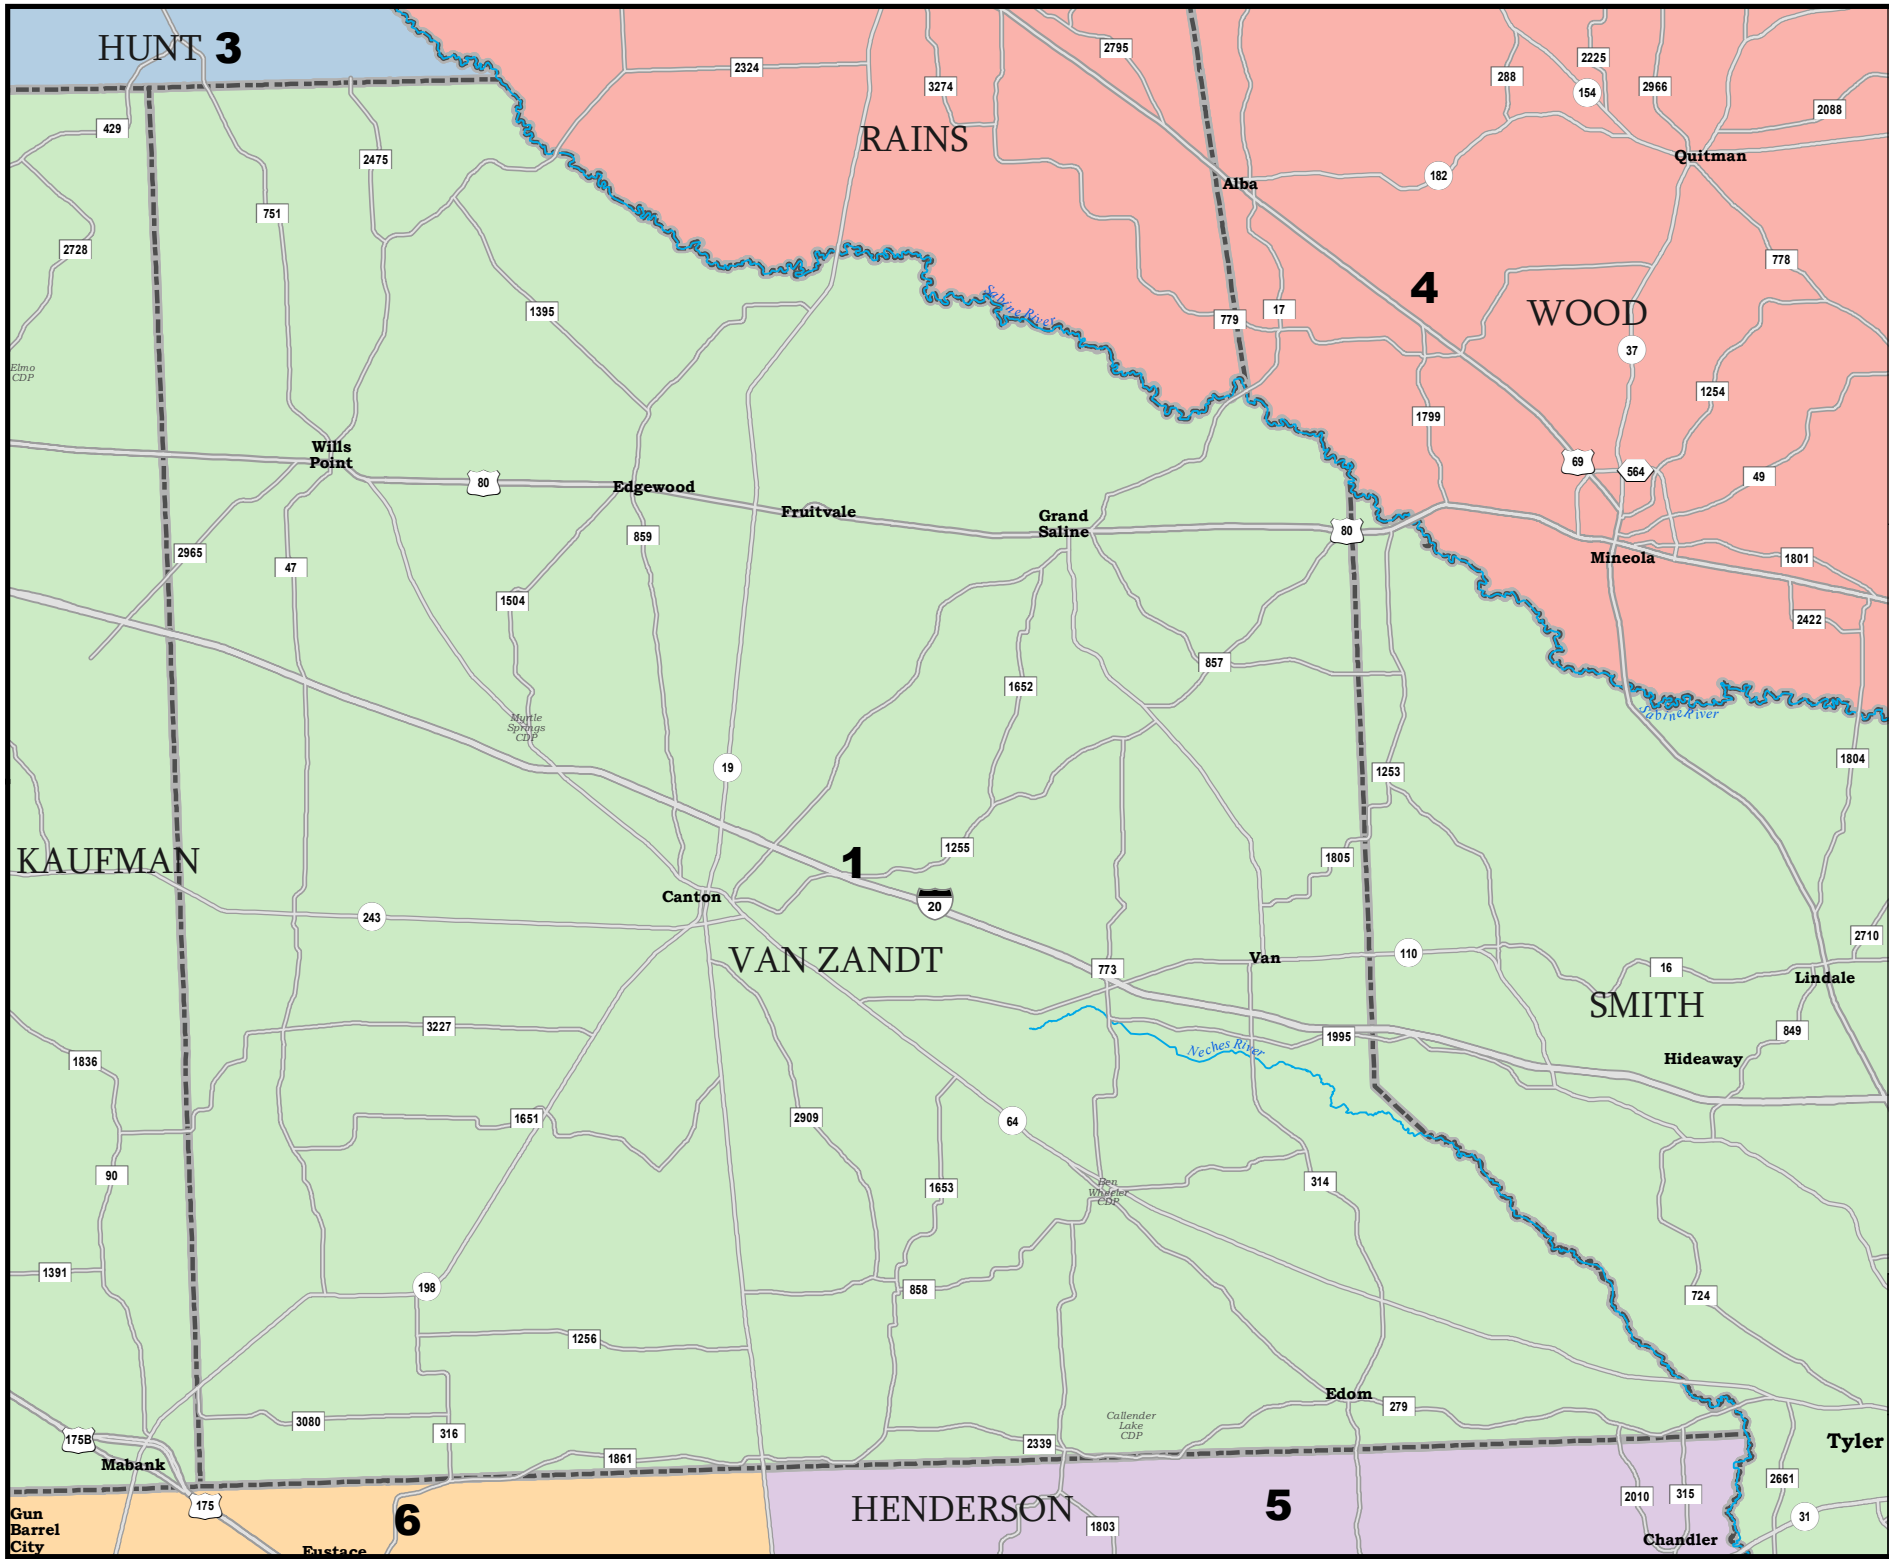 HUNT 3
2324
3274
2795
288
2225
154
2966
2088
429
RAINS
2475
Quitman
182
Alba
751
2728
778
4
WOOD
1395
Sabine River
779
17
37
Elmo
CDP
1254
1799
Wills
Point
69
564
49
80
Edgewood
Fruitvale
Grand
Saline
80
859
2965
47
Mineola
1801
1504
2422
857
1652
Myrtle
Springs
CDP
Sabine River
19
1253
1804
KAUFMAN
1
1255
1805
Canton
20
243
2710
VAN ZANDT
773
Van
110
16
Lindale
SMITH
3227
1995
849
Neches River
Hideaway
1836
1651
2909
64
90
1653
314
Ben
Wheeler
CDP
1391
198
858
724
1256
Edom
279
3080
316
Callender
Lake
CDP
175B
Mabank
1861
2339
Tyler
2661
175
HENDERSON
5
2010
315
Gun
Barrel
City
6
1803
31
Chandler
Eustace